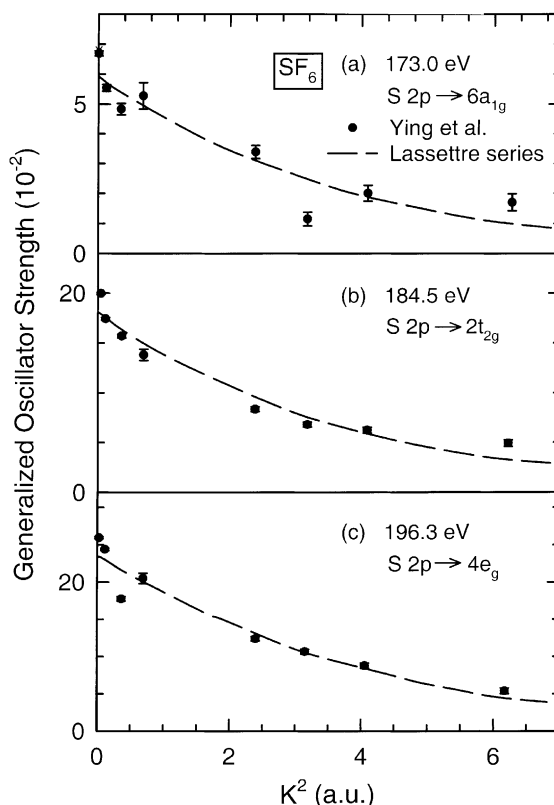 SF6
(a) 173.0 eV
S 2p→6a1g
Ying et al.
Lassettre series
5
0
(b) 184.5 eV
S 2p→2t2g
20
0
(c) 196.3 eV
S 2p→4eg
20
0
0 2 4 6
K2 (a.u.)
Generalized Oscillator Strength (10-2)